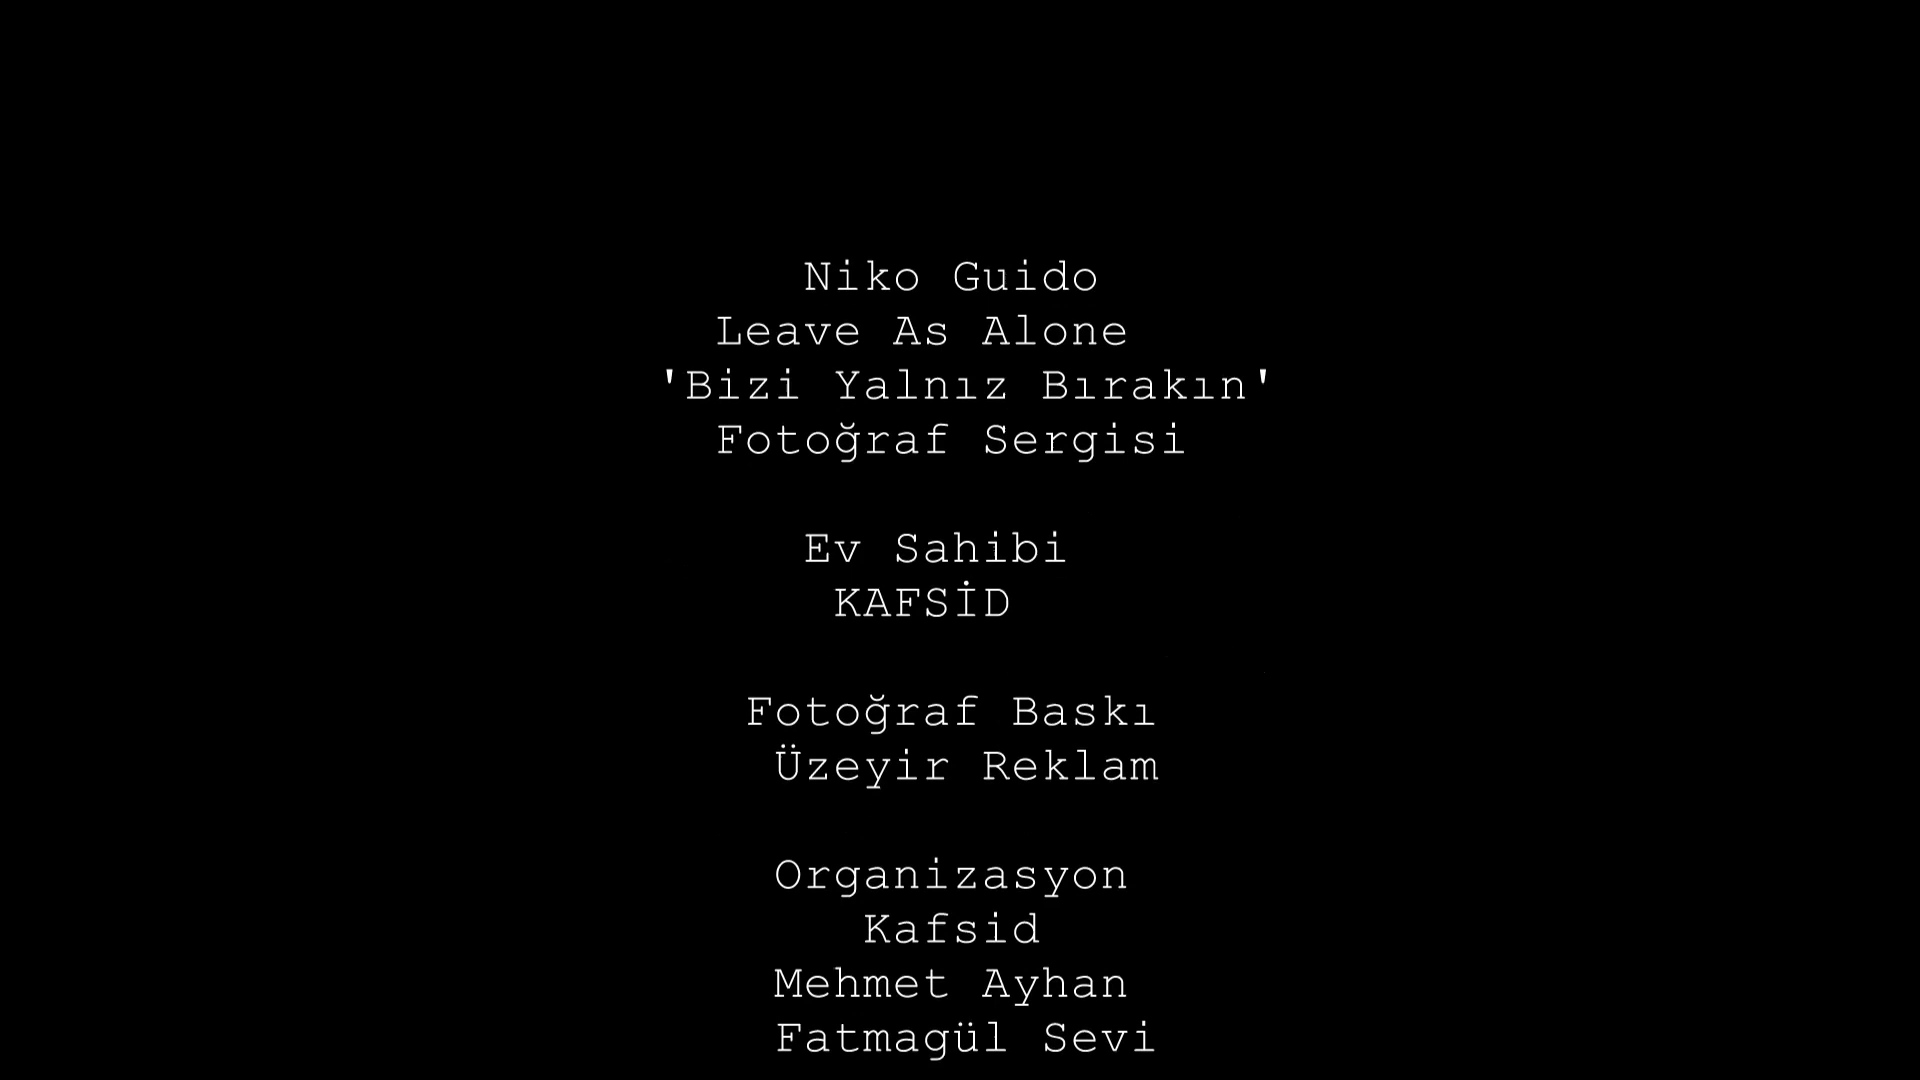 Niko Guido
Leave As Alone
'Bizi Yalnız Bırakın'
Fotoğraf Sergisi
Ev Sahibi
KAFSİD
Fotoğraf Baskı
Üzeyir Reklam
Organizasyon
Kafsid
Mehmet Ayhan
Fatmagül Sevi